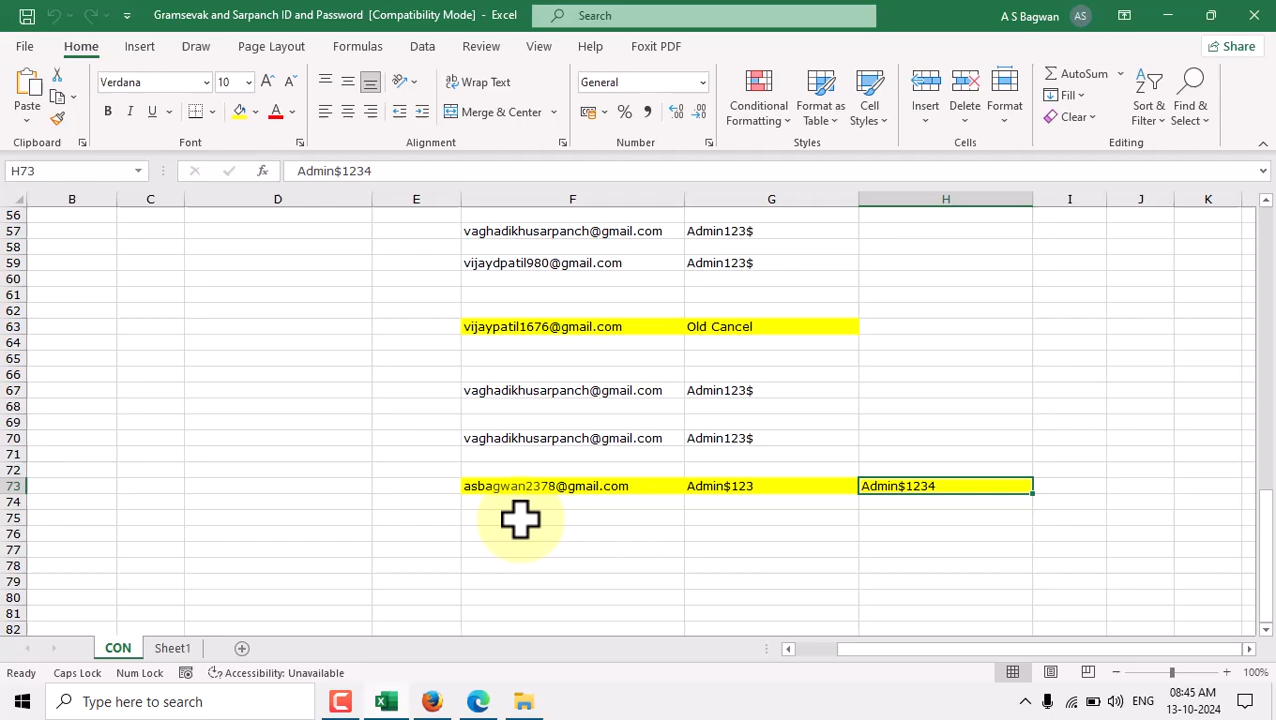 Gramsevak and Sarpanch ID and Password [Compatibility Mode] - Excel
Search
A S Bagwan AS
File Home Insert Draw Page Layout Formulas Data Review View Help Foxit PDF
Share
Verdana 10
Wrap Text
General
AutoSum
Paste
Conditional Formatting
Format as Table
Cell Styles
Insert Delete Format
Fill
Sort & Filter
Find & Select
B I U
Merge & Center
Clear
Clipboard Font Alignment Number Styles Cells Editing
H73 fx Admin$1234
B C D E F G H I J K
56
57 vaghadikhusarpanch@gmail.com Admin123$
58
59 vijaydpatil980@gmail.com Admin123$
60
61
62
63 vijaypatil1676@gmail.com Old Cancel
64
65
66
67 vaghadikhusarpanch@gmail.com Admin123$
68
69
70 vaghadikhusarpanch@gmail.com Admin123$
71
72
73 asbagwan2378@gmail.com Admin$123 Admin$1234
74
75
76
77
78
79
80
81
82
CON Sheet1
Ready Caps Lock Num Lock Accessibility: Unavailable 100%
Type here to search
ENG
08:45 AM
13-10-2024